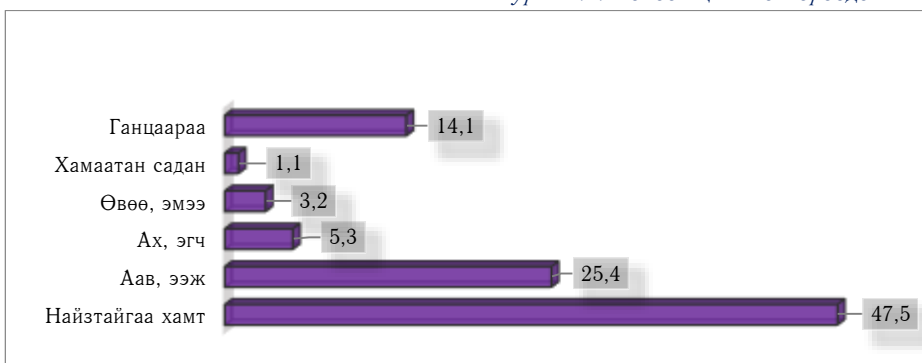 Ганцаараа 14,1
Хамаатан садан 1,1
Өвөө, эмээ 3,2
Ах, эгч 5,3
Аав, ээж 25,4
Найзтайгаа хамт 47,5